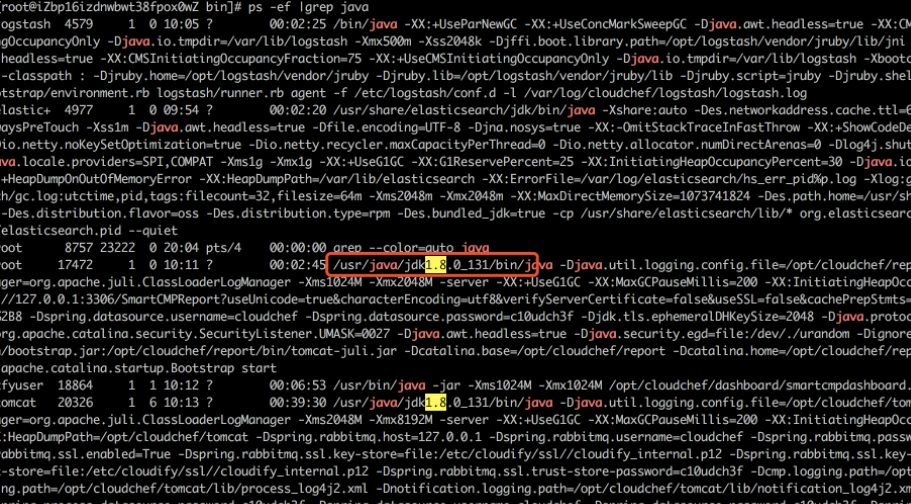 [root@iZbp16izdnwbwt38fpox0wZ bin]# ps -ef |grep java
logstash 4579 1 0 10:05 ? 00:02:25 /bin/java -XX:+UseParNewGC -XX:+UseConcMarkSweepGC -Djava.awt.headless=true -XX:CM
ngOccupancyOnly -Djava.io.tmpdir=/var/lib/logstash -Xmx500m -Xss2048k -Djffi.boot.library.path=/opt/logstash/vendor/jruby/lib/jni
headless=true -XX:CMSInitiatingOccupancyFraction=75 -XX:+UseCMSInitiatingOccupancyOnly -Djava.io.tmpdir=/var/lib/logstash -Xbootc
-classpath : -Djruby.home=/opt/logstash/vendor/jruby -Djruby.lib=/opt/logstash/vendor/jruby/lib -Djruby.script=jruby -Djruby.shel
otstrap/environment.rb logstash/runner.rb agent -f /etc/logstash/conf.d -l /var/log/cloudchef/logstash/logstash.log
elastic+ 4977 1 0 09:54 ? 00:02:20 /usr/share/elasticsearch/jdk/bin/java -Xshare:auto -Des.networkaddress.cache.ttl=6
aysPreTouch -Xss1m -Djava.awt.headless=true -Dfile.encoding=UTF-8 -Djna.nosys=true -XX:-OmitStackTraceInFastThrow -XX:+ShowCodeDe
Dio.netty.noKeySetOptimization=true -Dio.netty.recycler.maxCapacityPerThread=0 -Dio.netty.allocator.numDirectArenas=0 -Dlog4j.shut
ava.locale.providers=SPI,COMPAT -Xms1g -Xmx1g -XX:+UseG1GC -XX:G1ReservePercent=25 -XX:InitiatingHeapOccupancyPercent=30 -Djava.io
+HeapDumpOnOutOfMemoryError -XX:HeapDumpPath=/var/lib/elasticsearch -XX:ErrorFile=/var/log/elasticsearch/hs_err_pid%p.log -Xlog:g
ch/gc.log:utctime,pid,tags:filecount=32,filesize=64m -Xms2048m -Xmx2048m -XX:MaxDirectMemorySize=1073741824 -Des.path.home=/usr/sh
-Des.distribution.flavor=oss -Des.distribution.type=rpm -Des.bundled_jdk=true -cp /usr/share/elasticsearch/lib/* org.elasticsearc
elasticsearch.pid --quiet
root 8757 23222 0 20:04 pts/4 00:00:00 grep --color=auto java
root 17472 1 0 10:11 ? 00:02:45 /usr/java/jdk1.8.0_131/bin/java -Djava.util.logging.config.file=/opt/cloudchef/rep
ager=org.apache.juli.ClassLoaderLogManager -Xms1024M -Xmx2048M -server -XX:+UseG1GC -XX:MaxGCPauseMillis=200 -XX:InitiatingHeapOcc
://127.0.0.1:3306/SmartCMPReport?useUnicode=true&characterEncoding=utf8&verifyServerCertificate=false&useSSL=false&cachePrepStmts=
62B8 -Dspring.datasource.username=cloudchef -Dspring.datasource.password=c10udch3f -Djdk.tls.ephemeralDHKeySize=2048 -Djava.protoc
org.apache.catalina.security.SecurityListener.UMASK=0027 -Djava.awt.headless=true -Djava.security.egd=file:/dev/./urandom -Dignore
n/bootstrap.jar:/opt/cloudchef/report/bin/tomcat-juli.jar -Dcatalina.base=/opt/cloudchef/report -Dcatalina.home=/opt/cloudchef/rep
apache.catalina.startup.Bootstrap start
cfyuser 18864 1 1 10:12 ? 00:06:53 /usr/bin/java -jar -Xms1024M -Xmx1024M /opt/cloudchef/dashboard/smartcmpdashboard.
tomcat 20326 1 6 10:13 ? 00:39:30 /usr/java/jdk1.8.0_131/bin/java -Djava.util.logging.config.file=/opt/cloudchef/tom
ager=org.apache.juli.ClassLoaderLogManager -Xms2048M -Xmx8192M -server -XX:+UseG1GC -XX:MaxGCPauseMillis=200 -XX:InitiatingHeapOcc
X:HeapDumpPath=/opt/cloudchef/tomcat -Dspring.rabbitmq.host=127.0.0.1 -Dspring.rabbitmq.username=cloudchef -Dspring.rabbitmq.passw
rabbitmq.ssl.enabled=True -Dspring.rabbitmq.ssl.key-store=file:/etc/cloudify/ssl//cloudify_internal.p12 -Dspring.rabbitmq.ssl.key-
t-store=file:/etc/cloudify/ssl//cloudify_internal.p12 -Dspring.rabbitmq.ssl.trust-store-password=c10udch3f -Dcmp.logging.path=/opt
ing.path=/opt/cloudchef/tomcat/lib/process_log4j2.xml -Dnotification.logging.path=/opt/cloudchef/tomcat/lib/notification_log4j2.xm